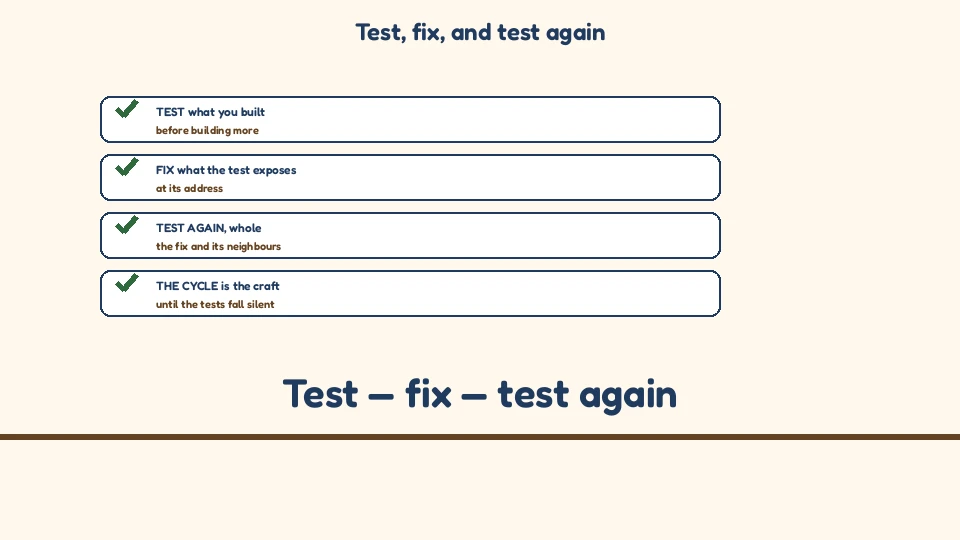 Test, fix, and test again
TEST what you built
before building more
FIX what the test exposes
at its address
TEST AGAIN, whole
the fix and its neighbours
THE CYCLE is the craft
until the tests fall silent
Test — fix — test again